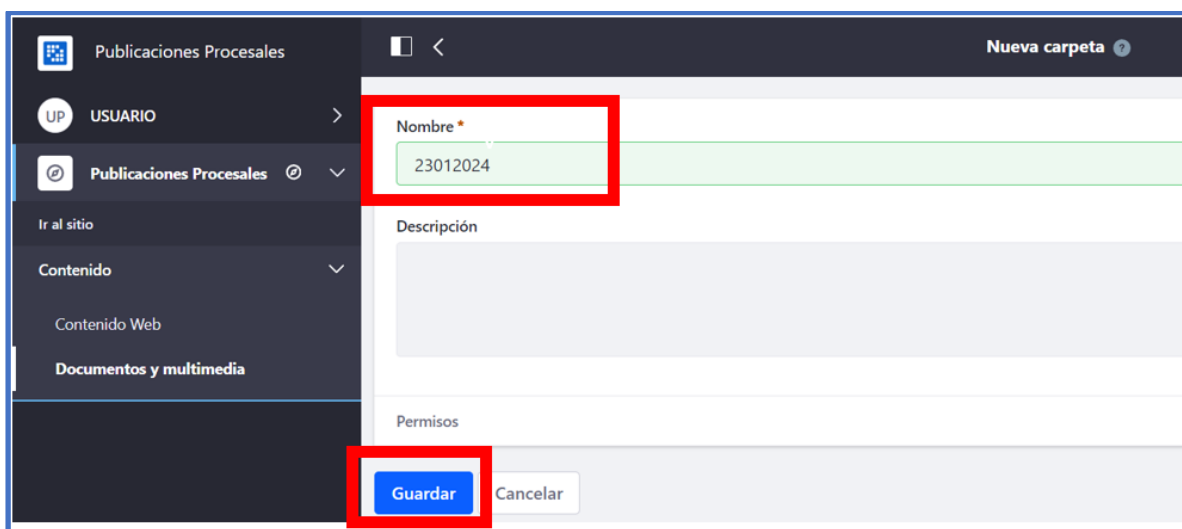 Publicaciones Procesales
UP USUARIO
Publicaciones Procesales
Ir al sitio
Contenido
Contenido Web
Documentos y multimedia
Nueva carpeta ?
Nombre *
23012024
Descripción
Permisos
Guardar Cancelar